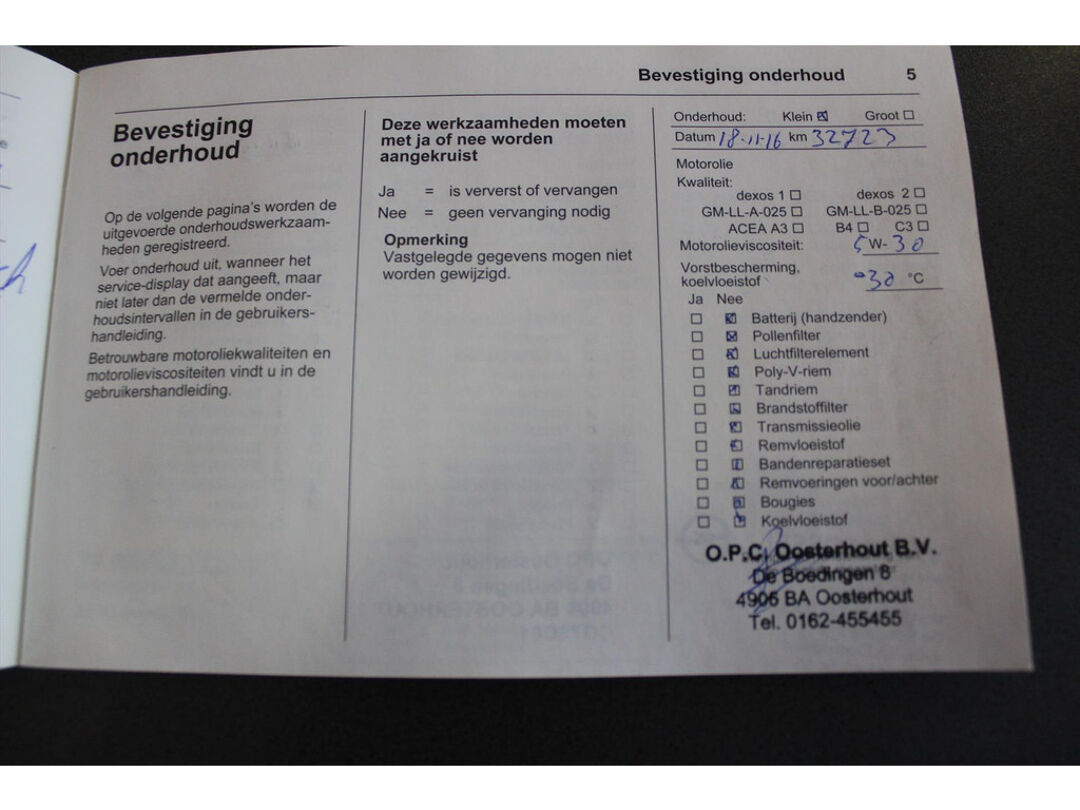 Bevestiging onderhoud 5
Bevestiging
onderhoud
Op de volgende pagina's worden de
uitgevoerde onderhoudswerkzaam-
heden geregistreerd.
Voer onderhoud uit, wanneer het
service-display dat aangeeft, maar
niet later dan de vermelde onder-
houdsintervallen in de gebruikers-
handleiding.
Betrouwbare motoroliekwaliteiten en
motorolieviscositeiten vindt u in de
gebruikershandleiding.
Deze werkzaamheden moeten
met ja of nee worden
aangekruist
Ja = is ververst of vervangen
Nee = geen vervanging nodig
Opmerking
Vastgelegde gegevens mogen niet
worden gewijzigd.
Onderhoud: Klein ☒ Groot ☐
Datum 18-11-16 km 32723
Motorolie
Kwaliteit:
dexos 1 ☐ dexos 2 ☐
GM-LL-A-025 ☐ GM-LL-B-025 ☐
ACEA A3 ☐ B4 ☐ C3 ☐
Motorolieviscositeit: 5 W- 30
Vorstbescherming,
koelvloeistof -30 °C
Ja Nee
☐ ☒ Batterij (handzender)
☐ ☒ Pollenfilter
☐ ☒ Luchtfilterelement
☐ ☒ Poly-V-riem
☐ ☒ Tandriem
☐ ☒ Brandstoffilter
☐ ☒ Transmissieolie
☐ ☒ Remvloeistof
☐ ☒ Bandenreparatieset
☐ ☒ Remvoeringen voor/achter
☐ ☒ Bougies
☐ ☒ Koelvloeistof
O.P.C. Oosterhout B.V.
De Boedingen 8
4906 BA Oosterhout
Tel. 0162-455455